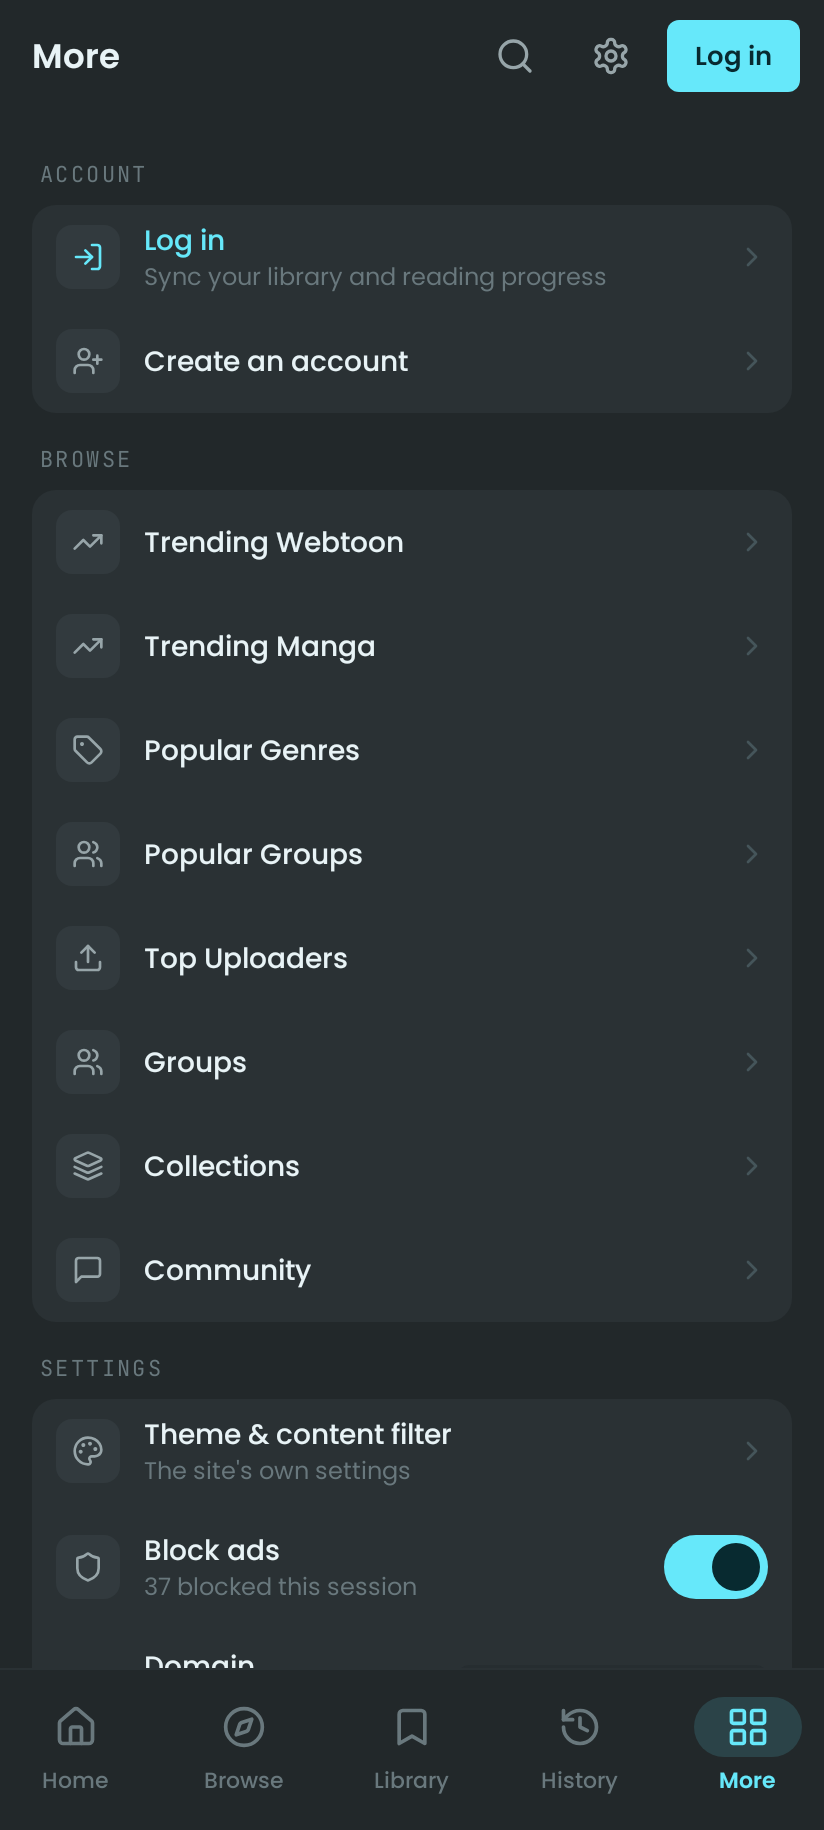 More
Log in
ACCOUNT
Log in
Sync your library and reading progress
Create an account
BROWSE
Trending Webtoon
Trending Manga
Popular Genres
Popular Groups
Top Uploaders
Groups
Collections
Community
SETTINGS
Theme & content filter
The site's own settings
Block ads
37 blocked this session
Domain
Home
Browse
Library
History
More